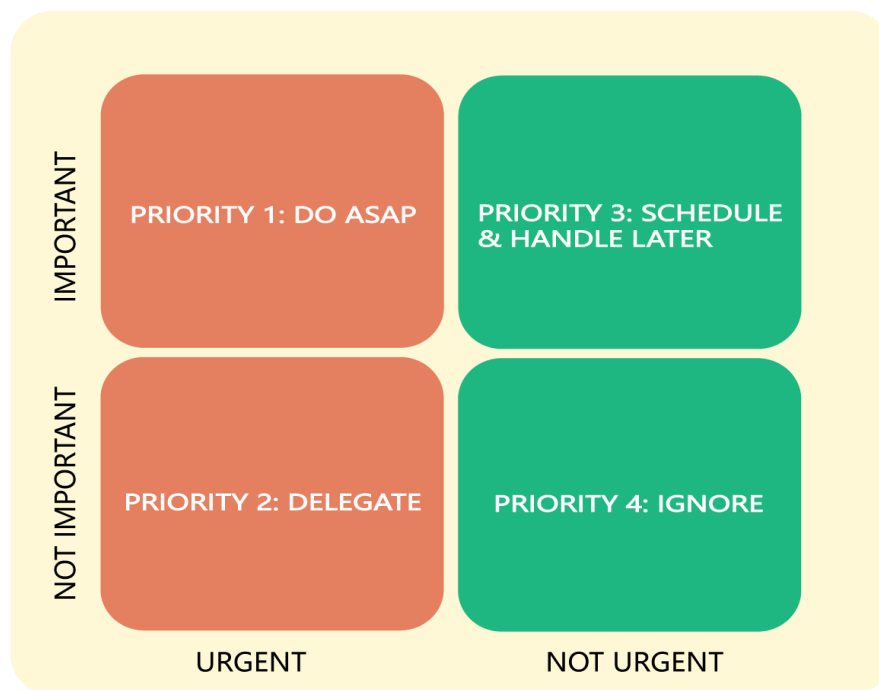 IMPORTANT
PRIORITY 1: DO ASAP
PRIORITY 3: SCHEDULE
& HANDLE LATER
NOT IMPORTANT
PRIORITY 2: DELEGATE
PRIORITY 4: IGNORE
URGENT
NOT URGENT